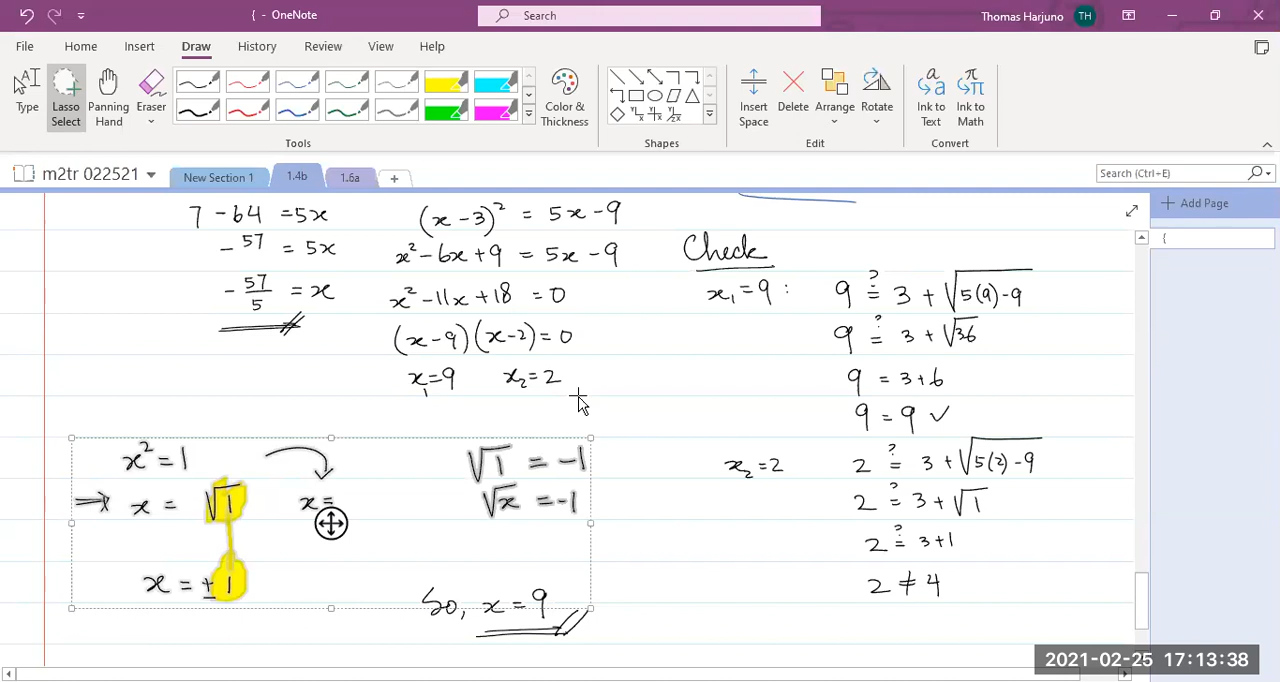 { - OneNote
Search
Thomas Harjuno
TH
File Home Insert Draw History Review View Help
Type
Lasso Select
Panning Hand
Eraser
Color & Thickness
Insert Space
Delete
Arrange
Rotate
Ink to Text
Ink to Math
Tools
Shapes
Edit
Convert
m2tr 022521
New Section 1
1.4b
1.6a
Search (Ctrl+E)
Add Page
{
7 - 64 = 5x
- 57 = 5x
- 57/5 = x
(x - 3)² = 5x - 9
x² - 6x + 9 = 5x - 9
x² - 11x + 18 = 0
(x - 9)(x - 2) = 0
x₁ = 9 x₂ = 2
x² = 1
⇒ x = √1
x = ± 1
x =
√1 = -1
√x = -1
So, x = 9
Check
x₁ = 9 : 9 ≟ 3 + √5(9) - 9
9 ≟ 3 + √36
9 = 3 + 6
9 = 9 ✓
x₂ = 2 2 ≟ 3 + √5(2) - 9
2 ≟ 3 + √1
2 ≟ 3 + 1
2 ≠ 4
2021-02-25 17:13:38